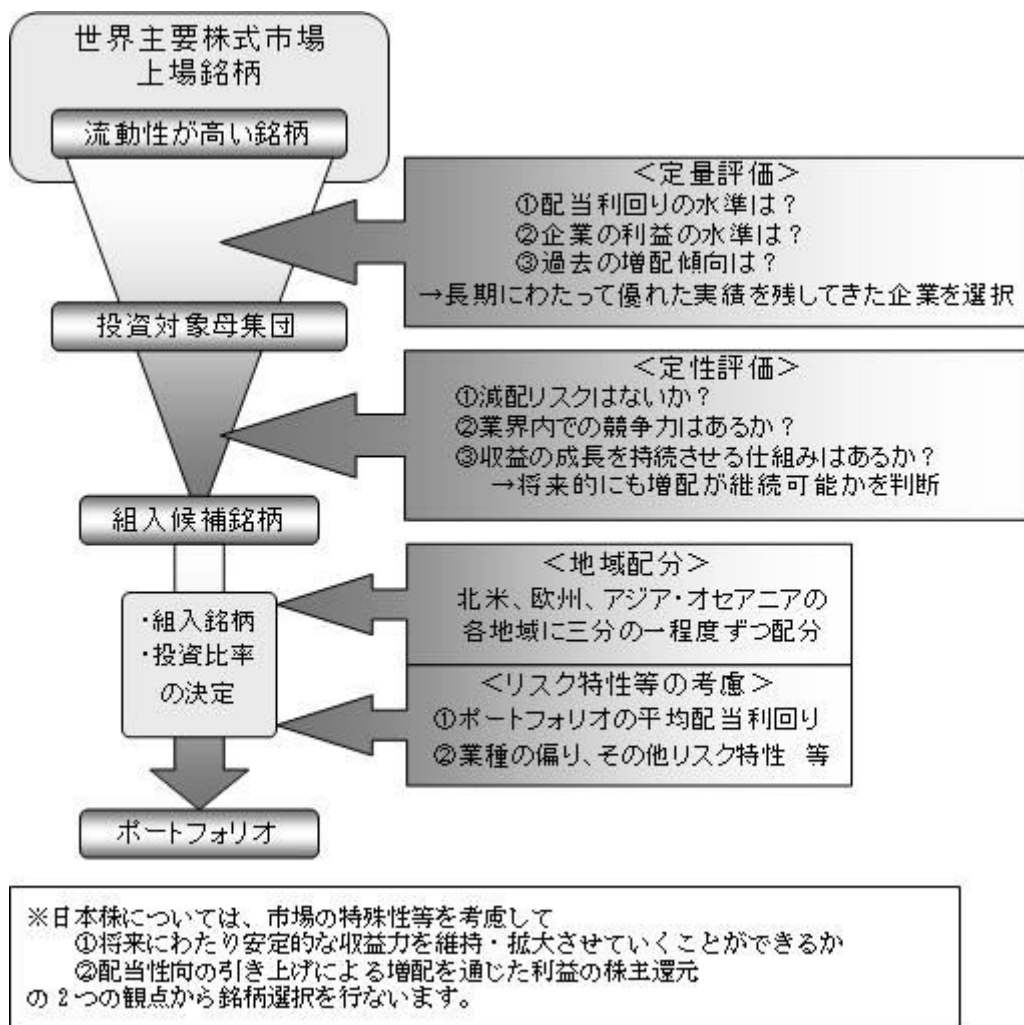 世界主要株式市場
上場銘柄
流動性が高い銘柄
＜定量評価＞
①配当利回りの水準は？
②企業の利益の水準は？
③過去の増配傾向は？
→長期にわたって優れた実績を残してきた企業を選択
投資対象母集団
＜定性評価＞
①減配リスクはないか？
②業界内での競争力はあるか？
③収益の成長を持続させる仕組みはあるか？
→将来的にも増配が継続可能かを判断
組入候補銘柄
＜地域配分＞
北米、欧州、アジア・オセアニアの
各地域に三分の一程度ずつ配分
・組入銘柄
・投資比率
の決定
＜リスク特性等の考慮＞
①ポートフォリオの平均配当利回り
②業種の偏り、その他リスク特性　等
ポートフォリオ
※日本株については、市場の特殊性等を考慮して
①将来にわたり安定的な収益力を維持・拡大させていくことができるか
②配当性向の引き上げによる増配を通じた利益の株主還元
の２つの観点から銘柄選択を行ないます。